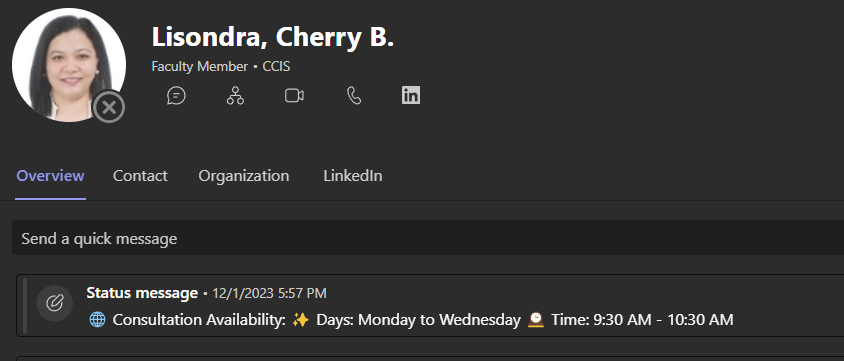 Lisondra, Cherry B.
Faculty Member • CCIS
in
Overview Contact Organization LinkedIn
Send a quick message
Status message • 12/1/2023 5:57 PM
🌐 Consultation Availability: ✨ Days: Monday to Wednesday 🕰️ Time: 9:30 AM - 10:30 AM